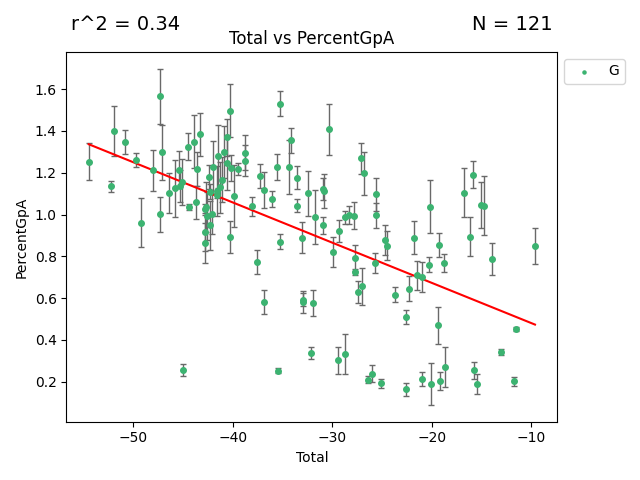 r^2 = 0.34 N = 121
Total vs PercentGpA
G
1.6
1.4
1.2
1.0
0.8
0.6
0.4
0.2
PercentGpA
−50 −40 −30 −20 −10
Total